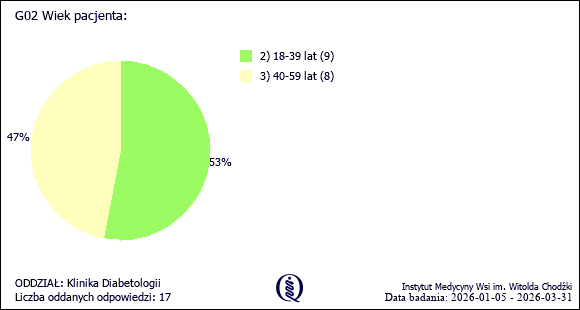 G02 Wiek pacjenta:
2) 18-39 lat (9)
3) 40-59 lat (8)
47%
53%
ODDZIAŁ: Klinika Diabetologii
Liczba oddanych odpowiedzi: 17
Instytut Medycyny Wsi im. Witolda Chodźki
Data badania: 2026-01-05 - 2026-03-31